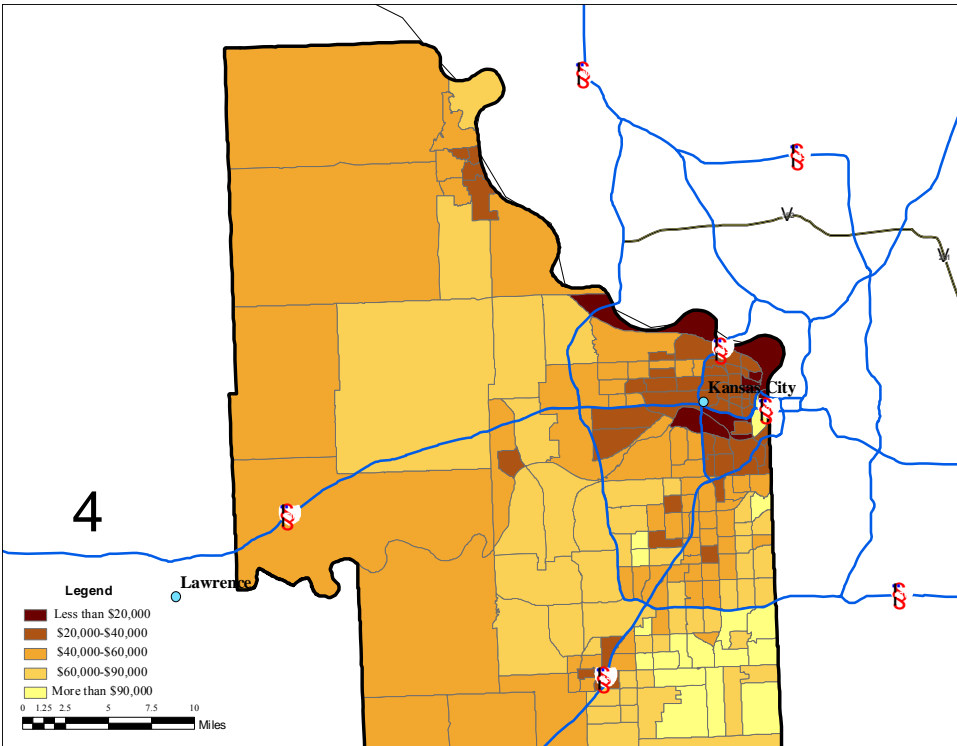 V
V
Kansas City
4
Lawrence
Legend
Less than $20,000
$20,000-$40,000
$40,000-$60,000
$60,000-$90,000
More than $90,000
0 1.25 2.5 5 7.5 10
Miles